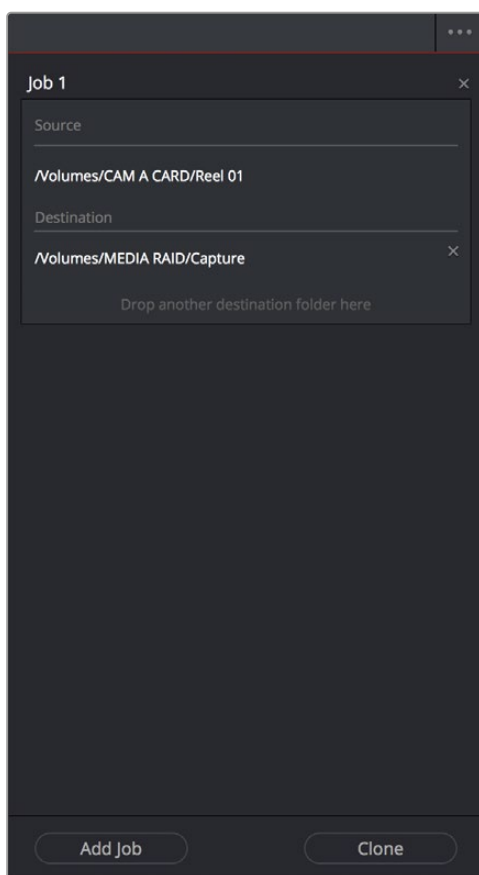 Job 1
Source
/Volumes/CAM A CARD/Reel 01
Destination
/Volumes/MEDIA RAID/Capture
Drop another destination folder here
Add Job
Clone